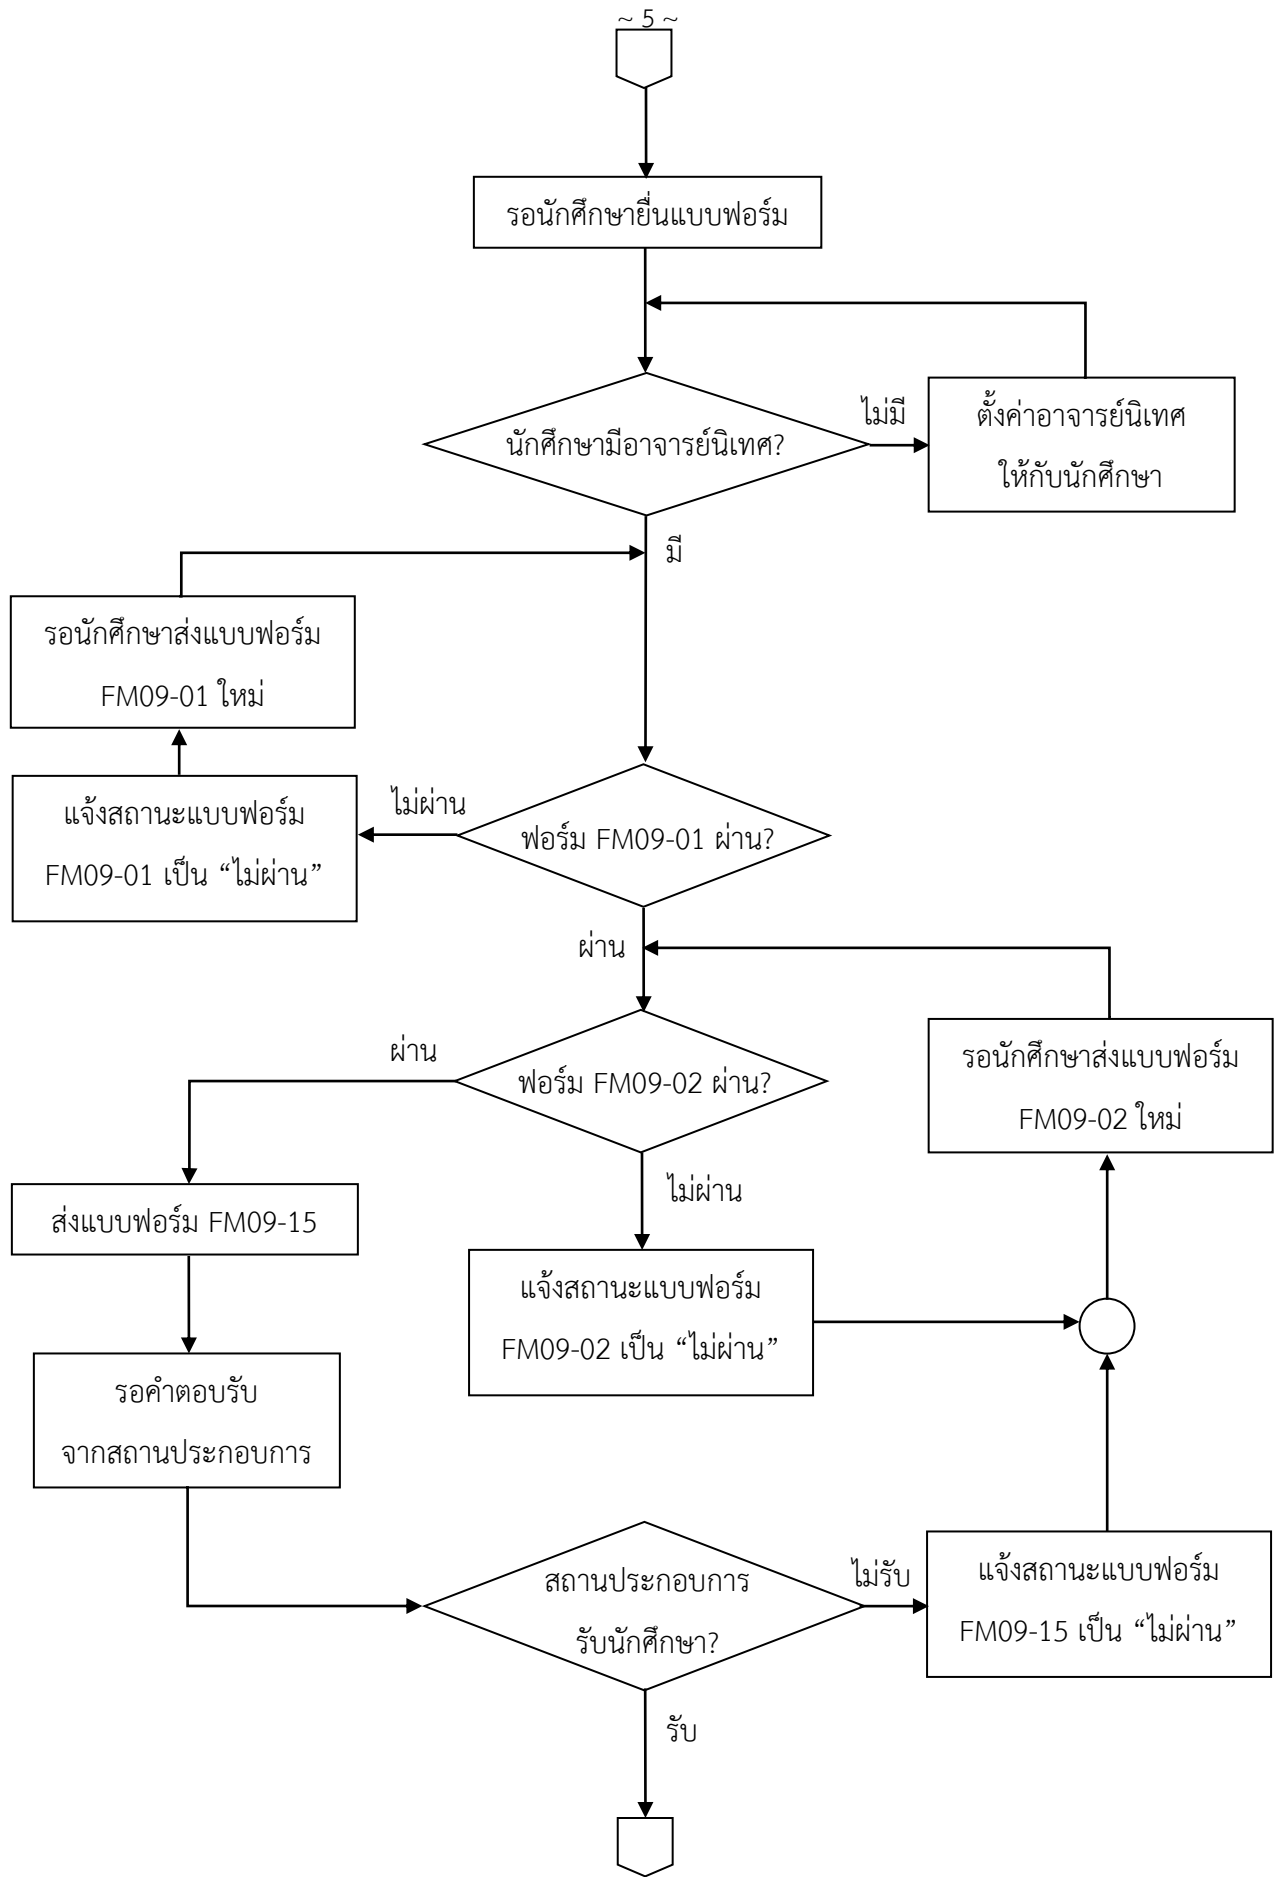 ~ 5 ~
รอนักศึกษายื่นแบบฟอร์ม
นักศึกษามีอาจารย์นิเทศ?
ไม่มี
ตั้งค่าอาจารย์นิเทศ
ให้กับนักศึกษา
มี
รอนักศึกษาส่งแบบฟอร์ม
FM09-01 ใหม่
ฟอร์ม FM09-01 ผ่าน?
ไม่ผ่าน
แจ้งสถานะแบบฟอร์ม
FM09-01 เป็น “ไม่ผ่าน”
ผ่าน
ฟอร์ม FM09-02 ผ่าน?
ผ่าน
รอนักศึกษาส่งแบบฟอร์ม
FM09-02 ใหม่
ไม่ผ่าน
ส่งแบบฟอร์ม FM09-15
แจ้งสถานะแบบฟอร์ม
FM09-02 เป็น “ไม่ผ่าน”
รอคำตอบรับ
จากสถานประกอบการ
สถานประกอบการ
รับนักศึกษา?
ไม่รับ
แจ้งสถานะแบบฟอร์ม
FM09-15 เป็น “ไม่ผ่าน”
รับ